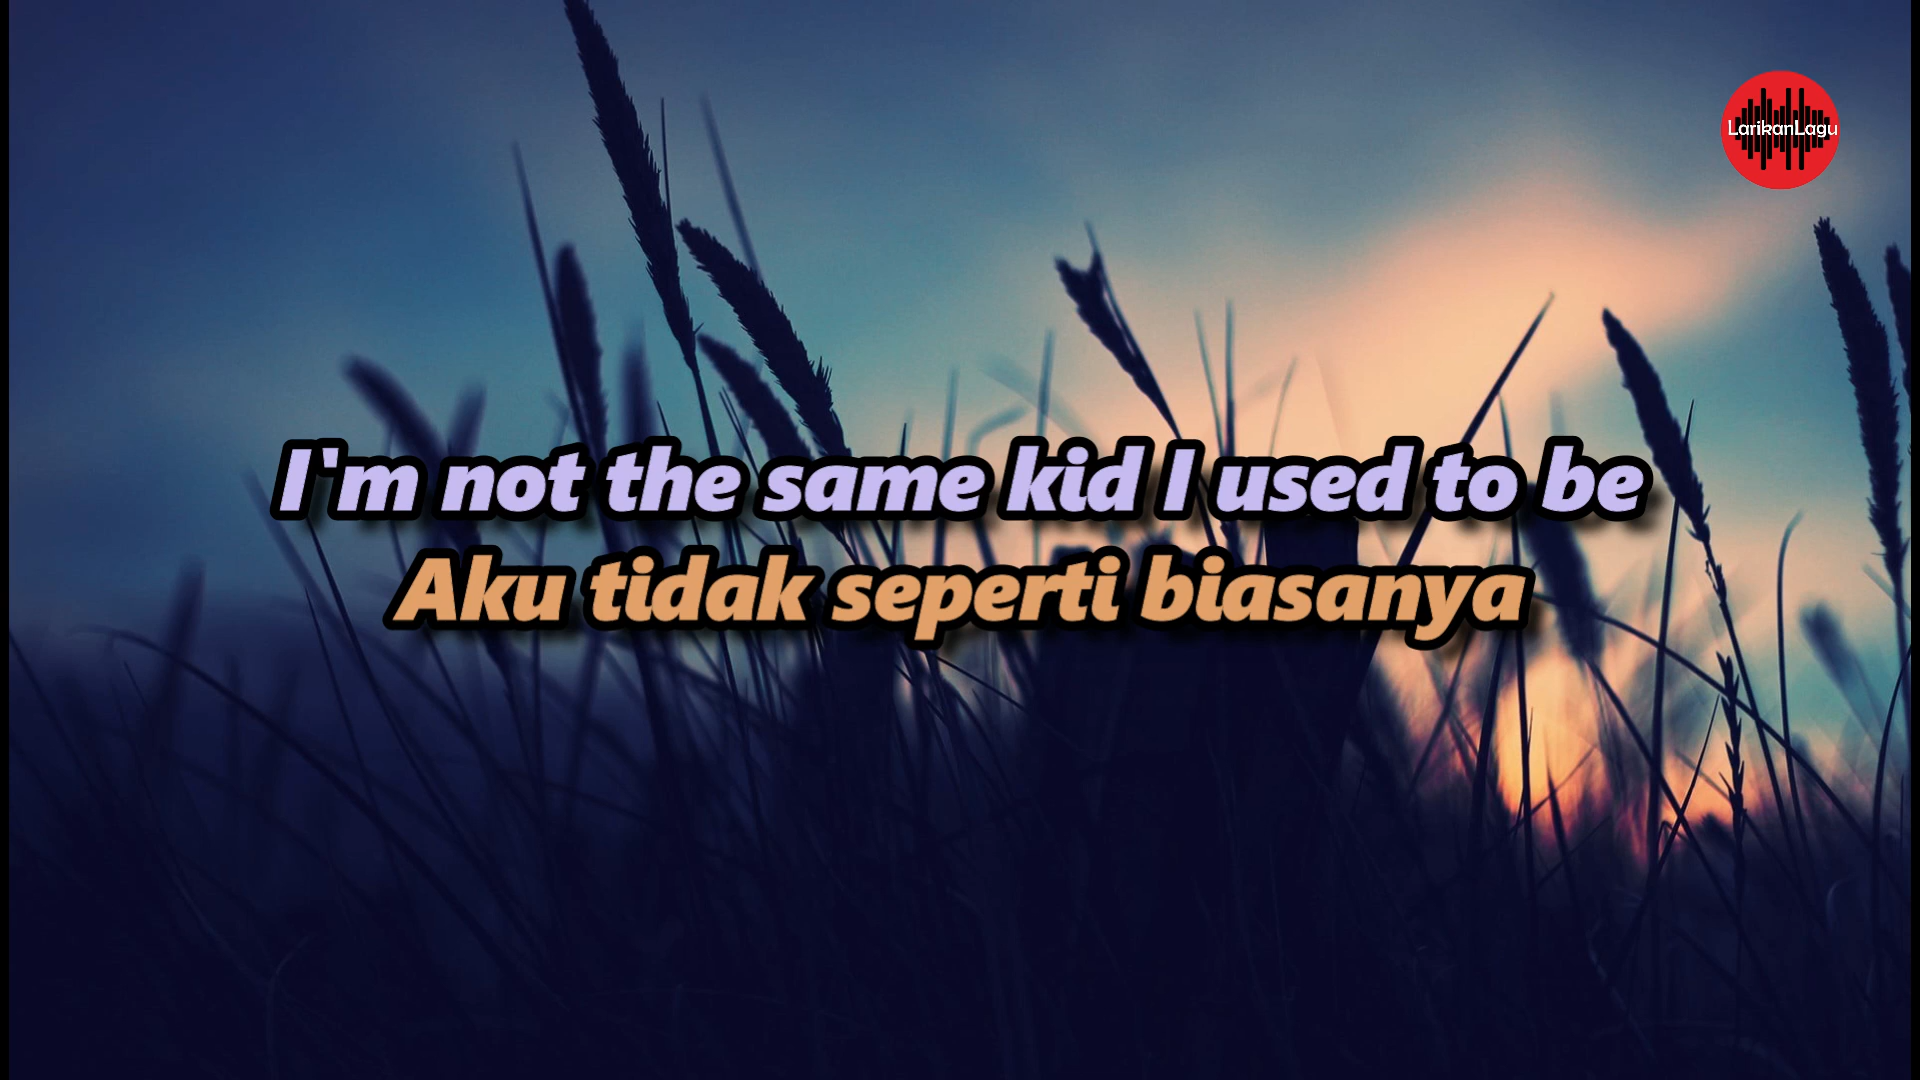 LarikanLagu
I'm not the same kid I used to be
Aku tidak seperti biasanya